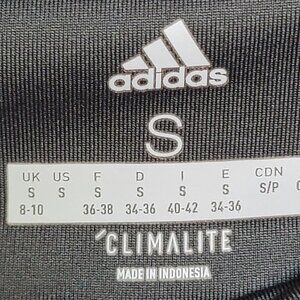 adidas
S
UK US F D I E CDN
S S S S S S S/P
8-10 36-38 34-36 40-42 34-36
CLIMALITE
MADE IN INDONESIA